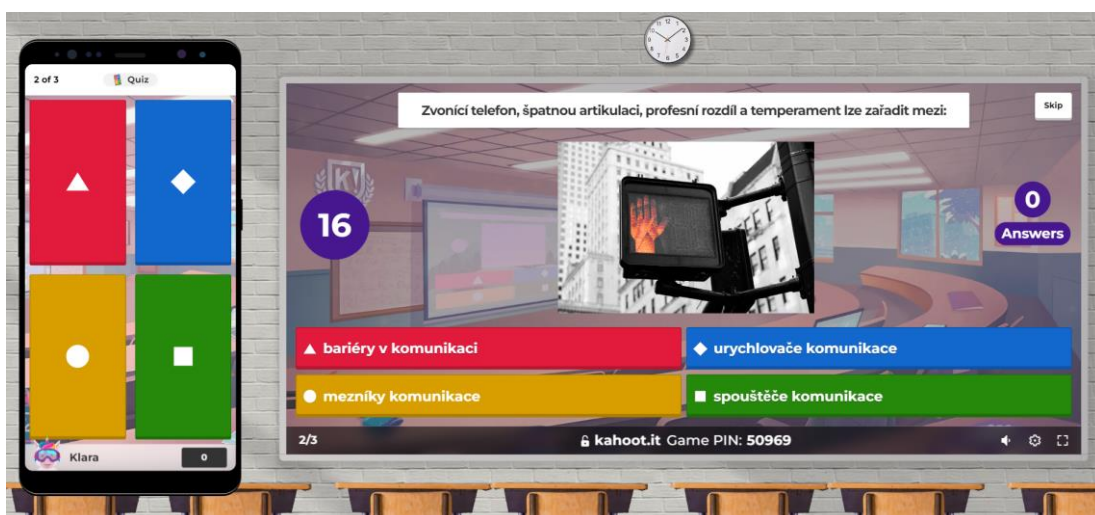 2 of 3
Quiz
Klara
0
Zvonící telefon, špatnou artikulaci, profesní rozdíl a temperament lze zařadit mezi:
Skip
K!
16
0
Answers
bariéry v komunikaci
urychlovače komunikace
mezníky komunikace
spouštěče komunikace
2/3
kahoot.it Game PIN: 50969